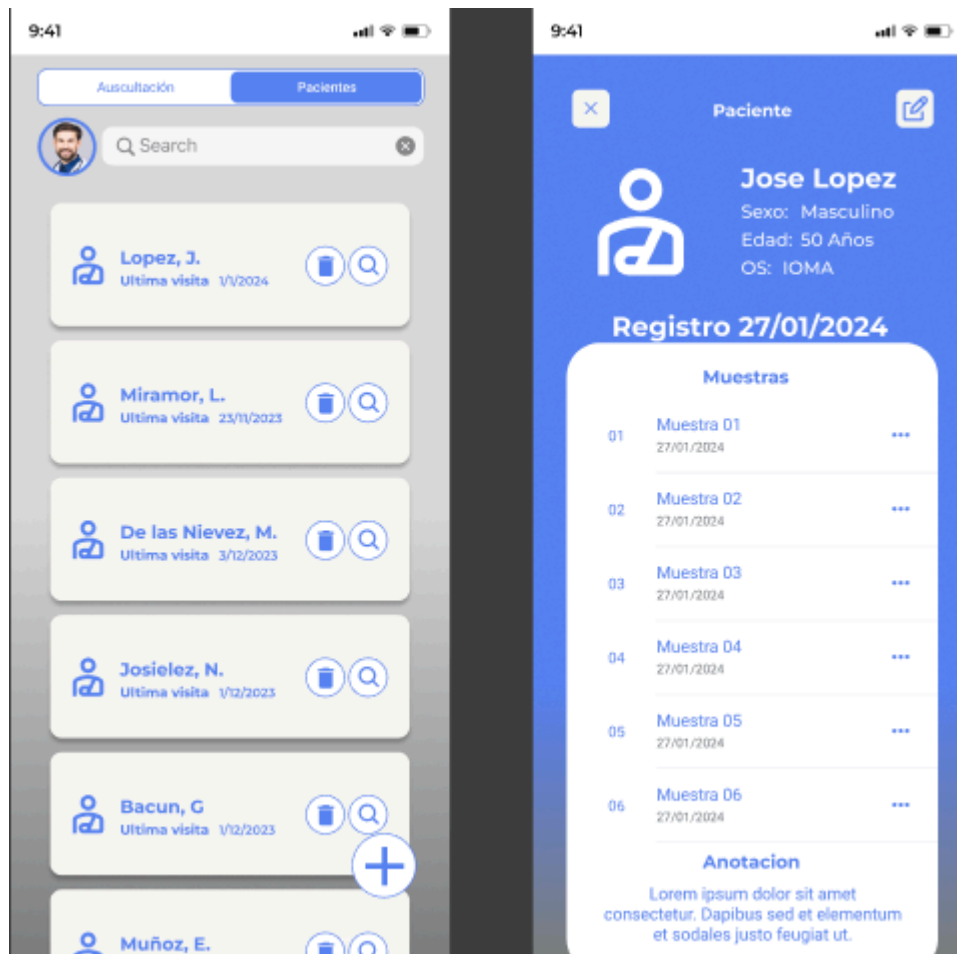 9:41
Auscultación Pacientes
Search
Lopez, J.
Ultima visita 1/1/2024
Miramor, L.
Ultima visita 23/11/2023
De las Nievez, M.
Ultima visita 3/12/2023
Josielez, N.
Ultima visita 1/12/2023
Bacun, G
Ultima visita 1/12/2023
Muñoz, E.
9:41
Paciente
Jose Lopez
Sexo: Masculino
Edad: 50 Años
OS: IOMA
Registro 27/01/2024
Muestras
01 Muestra 01
27/01/2024
02 Muestra 02
27/01/2024
03 Muestra 03
27/01/2024
04 Muestra 04
27/01/2024
05 Muestra 05
27/01/2024
06 Muestra 06
27/01/2024
Anotacion
Lorem ipsum dolor sit amet
consectetur. Dapibus sed et elementum
et sodales justo feugiat ut.